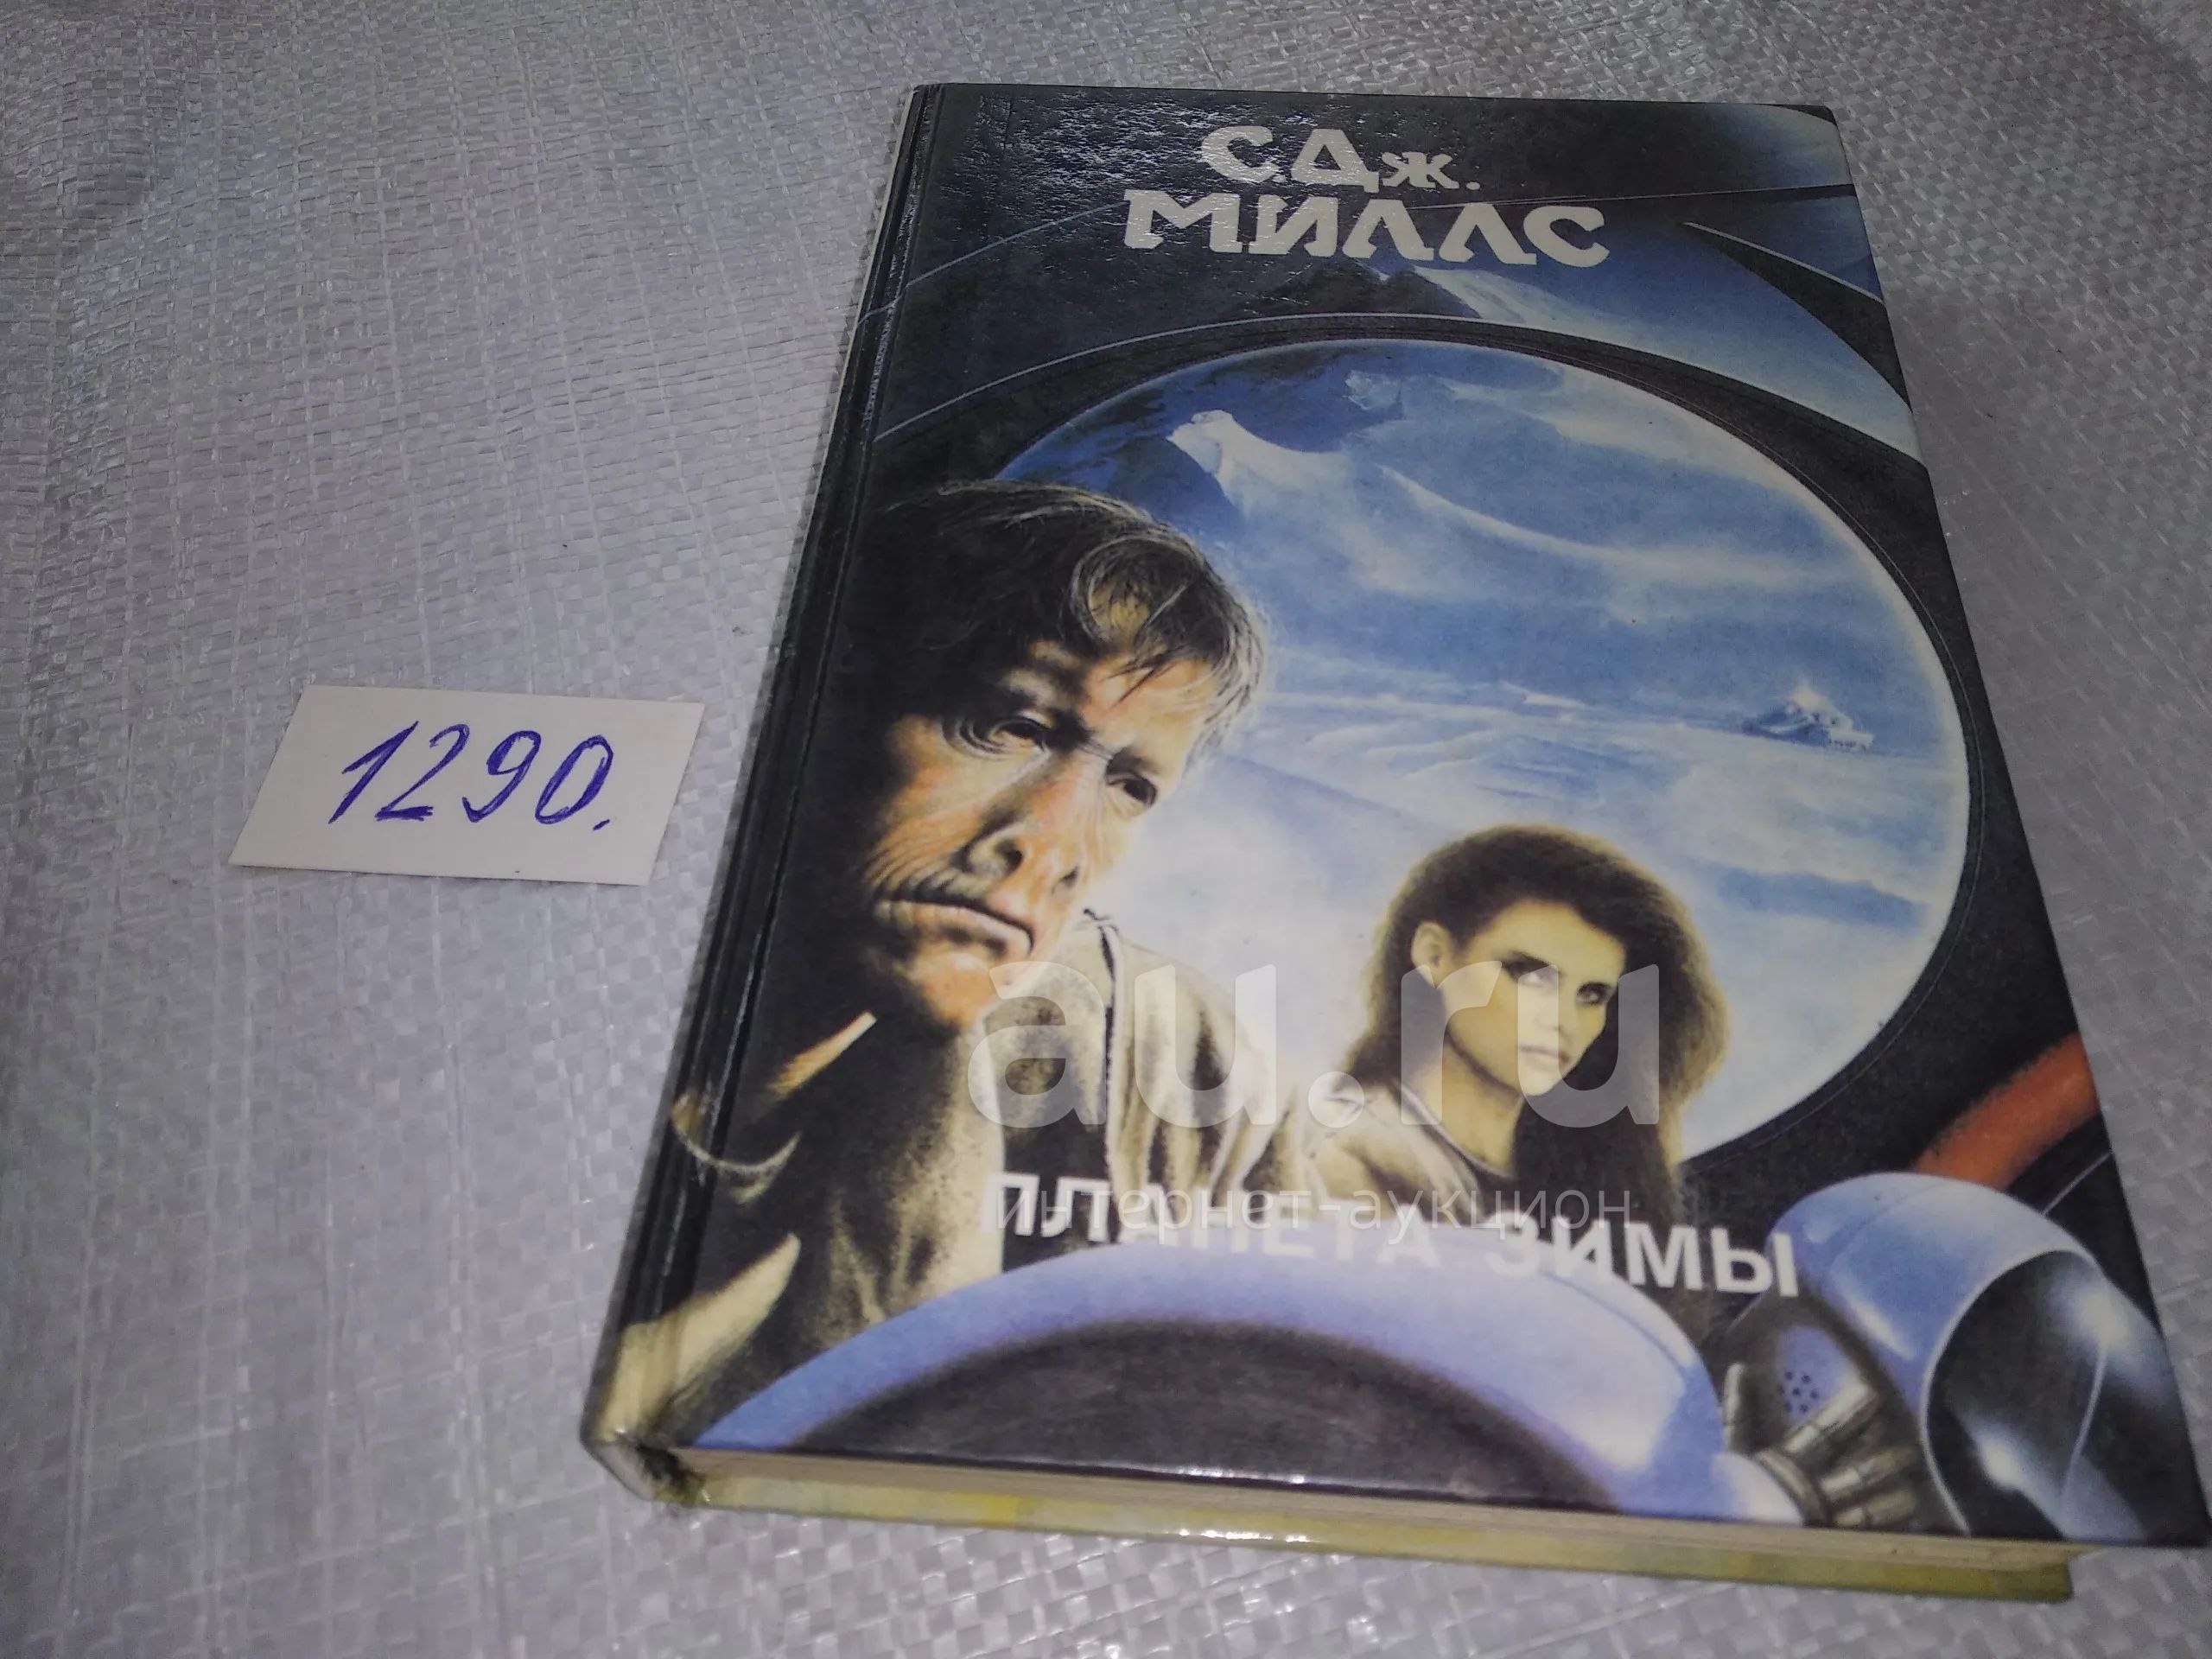 С. Дж.
МИЛЛС
1290.
au.ru
интернет-аукцион
ПЛАНЕТА ЗИМЫ